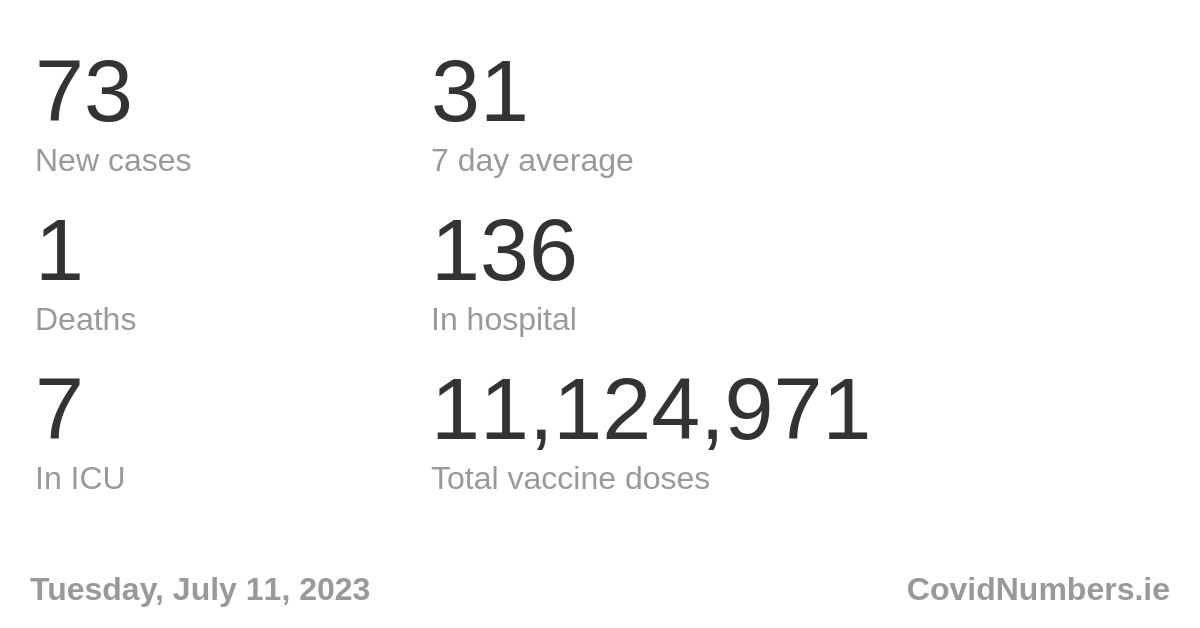 73 31
New cases 7 day average
1 136
Deaths In hospital
7 11,124,971
In ICU Total vaccine doses
Tuesday, July 11, 2023 CovidNumbers.ie